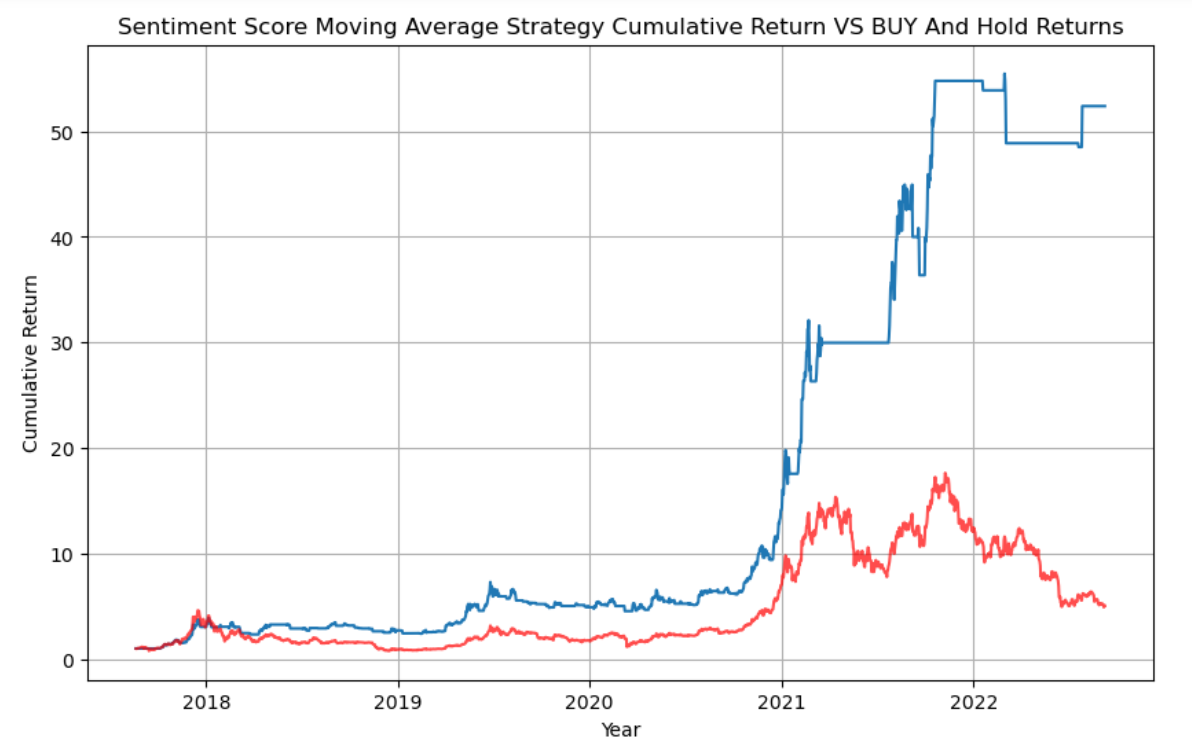 Sentiment Score Moving Average Strategy Cumulative Return VS BUY And Hold Returns
50
40
30
20
10
0
Cumulative Return
2018 2019 2020 2021 2022
Year